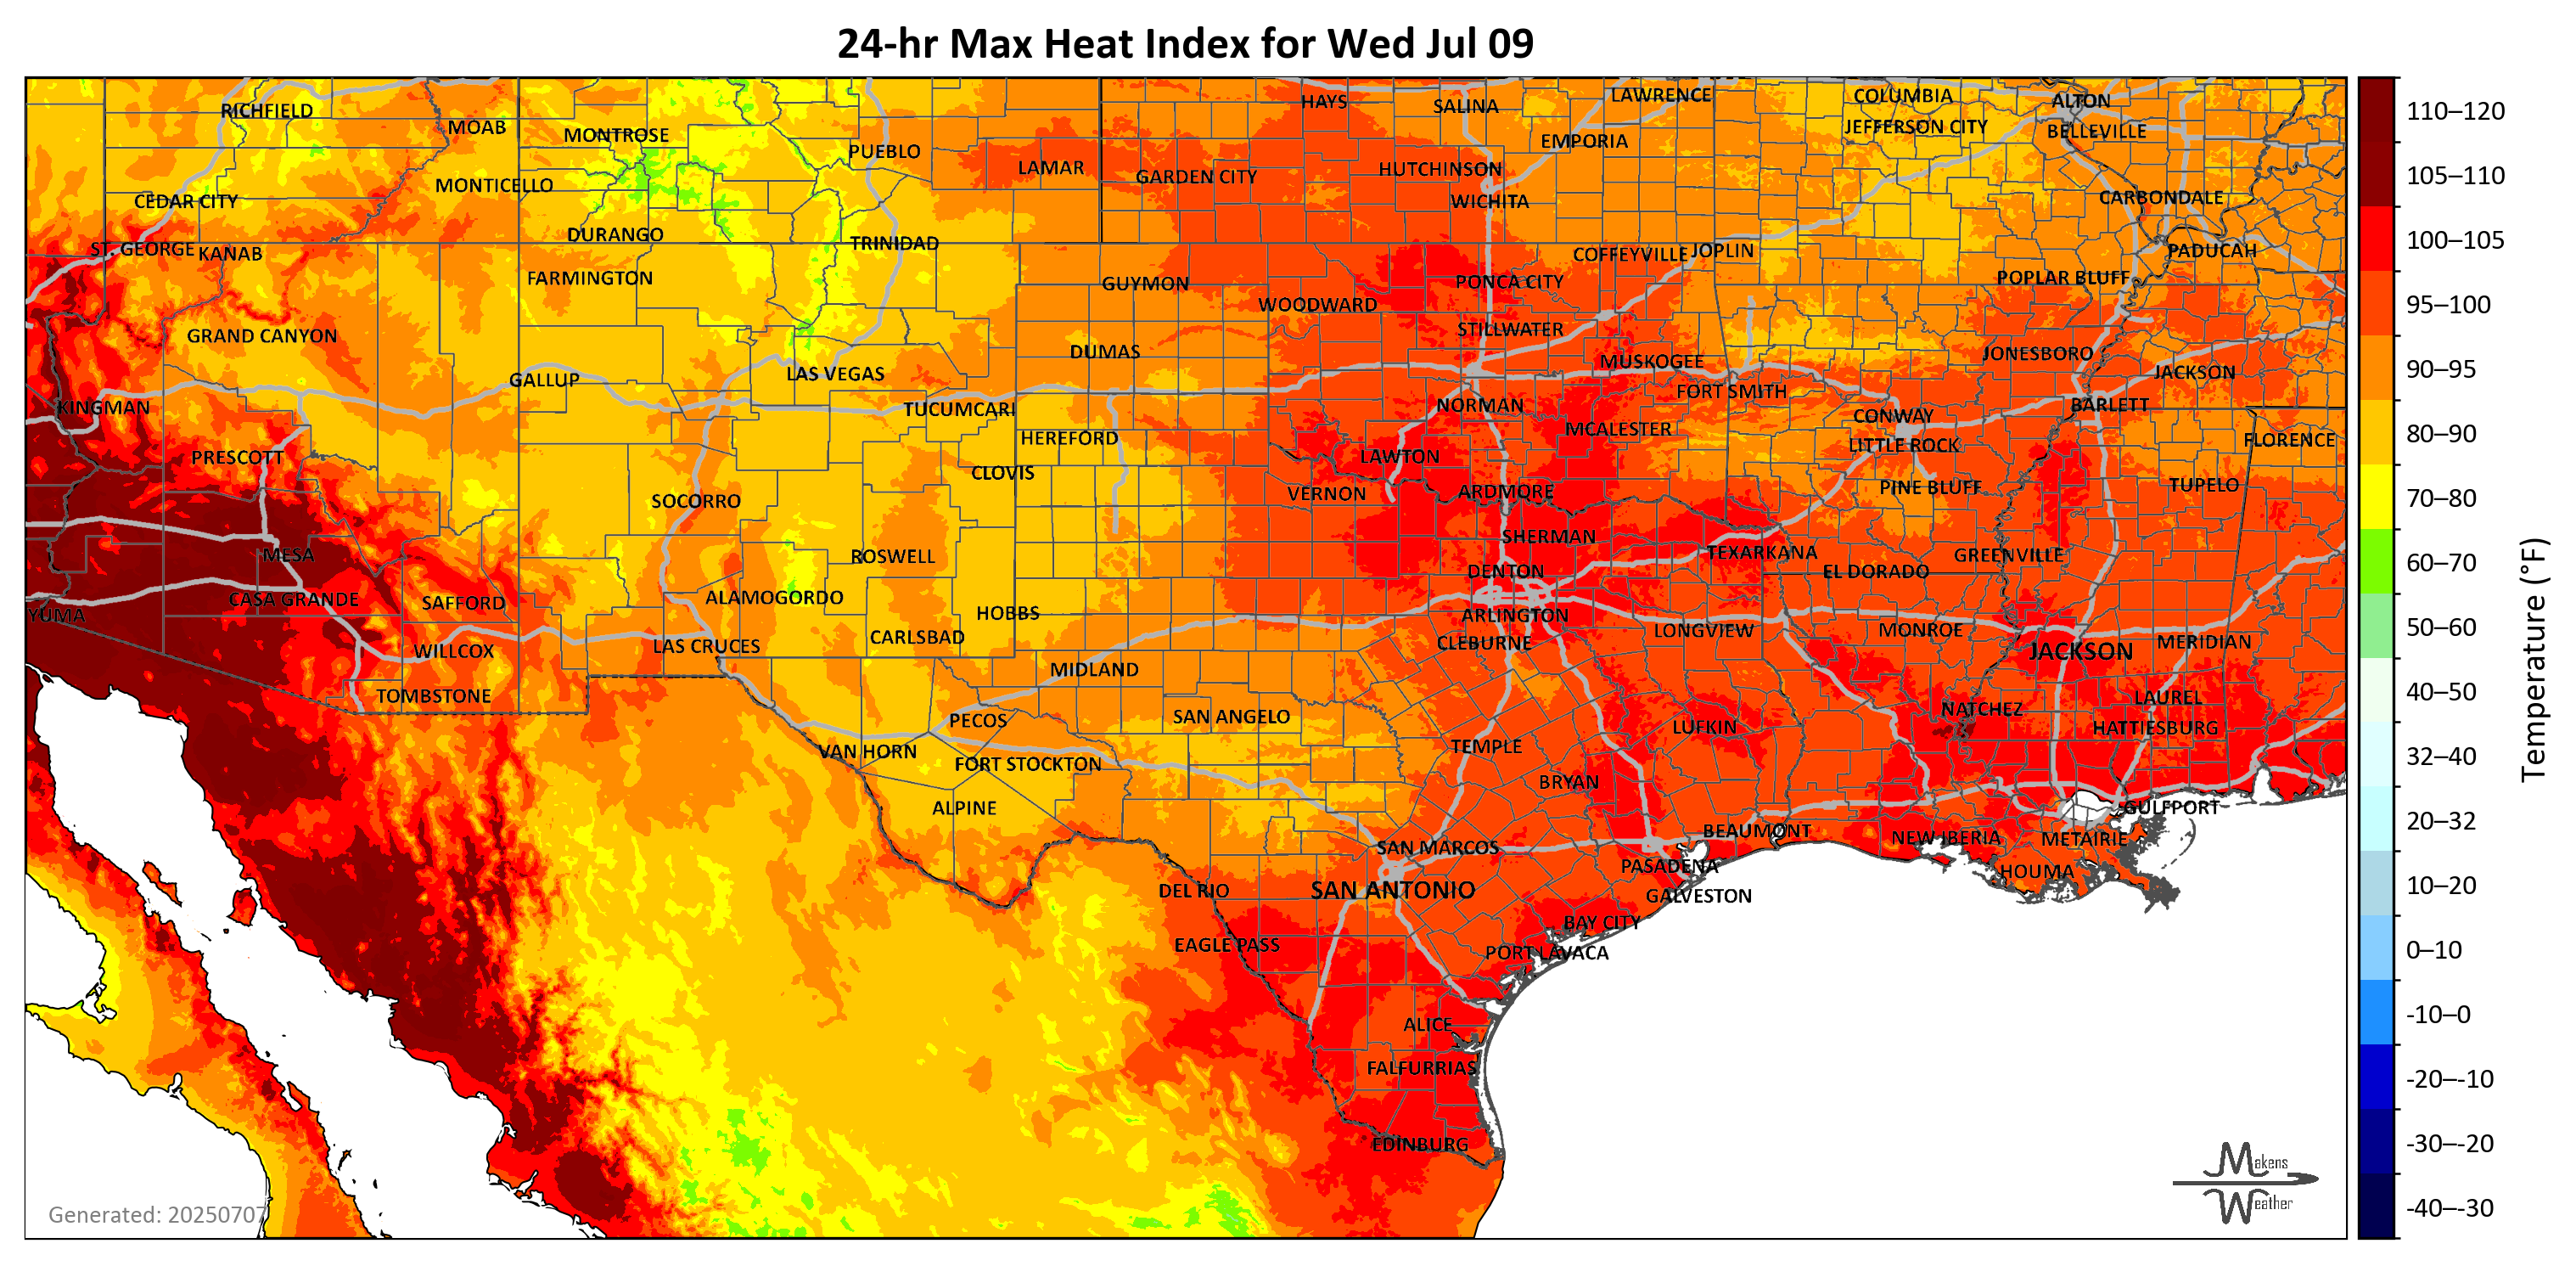 24-hr Max Heat Index for Wed Jul 09
RICHFIELD
MOAB
MONTROSE
PUEBLO
LAMAR
HAYS
SALINA
LAWRENCE
COLUMBIA
ALTON
JEFFERSON CITY
BELLEVILLE
EMPORIA
GARDEN CITY
HUTCHINSON
CEDAR CITY
MONTICELLO
WICHITA
CARBONDALE
ST. GEORGE
KANAB
DURANGO
TRINIDAD
COFFEYVILLE
JOPLIN
PADUCAH
FARMINGTON
GUYMON
PONCA CITY
POPLAR BLUFF
WOODWARD
GRAND CANYON
STILLWATER
DUMAS
MUSKOGEE
JONESBORO
GALLUP
LAS VEGAS
FORT SMITH
JACKSON
KINGMAN
TUCUMCARI
NORMAN
CONWAY
BARLETT
HEREFORD
MCALESTER
LITTLE ROCK
FLORENCE
PRESCOTT
CLOVIS
LAWTON
SOCORRO
VERNON
ARDMORE
PINE BLUFF
TUPELO
MESA
ROSWELL
SHERMAN
TEXARKANA
GREENVILLE
DENTON
EL DORADO
YUMA
CASA GRANDE
SAFFORD
ALAMOGORDO
HOBBS
ARLINGTON
WILLCOX
LAS CRUCES
CARLSBAD
CLEBURNE
LONGVIEW
MONROE
JACKSON
MERIDIAN
TOMBSTONE
MIDLAND
PECOS
SAN ANGELO
LUFKIN
NATCHEZ
LAUREL
HATTIESBURG
VAN HORN
FORT STOCKTON
TEMPLE
BRYAN
ALPINE
GULFPORT
SAN MARCOS
BEAUMONT
NEW IBERIA
METAIRIE
DEL RIO
SAN ANTONIO
PASADENA
GALVESTON
HOUMA
EAGLE PASS
BAY CITY
PORT LAVACA
ALICE
FALFURRIAS
EDINBURG
Generated: 20250707
Makens
Weather
110–120
105–110
100–105
95–100
90–95
80–90
70–80
60–70
50–60
40–50
32–40
20–32
10–20
0–10
-10–0
-20–-10
-30–-20
-40–-30
Temperature (°F)